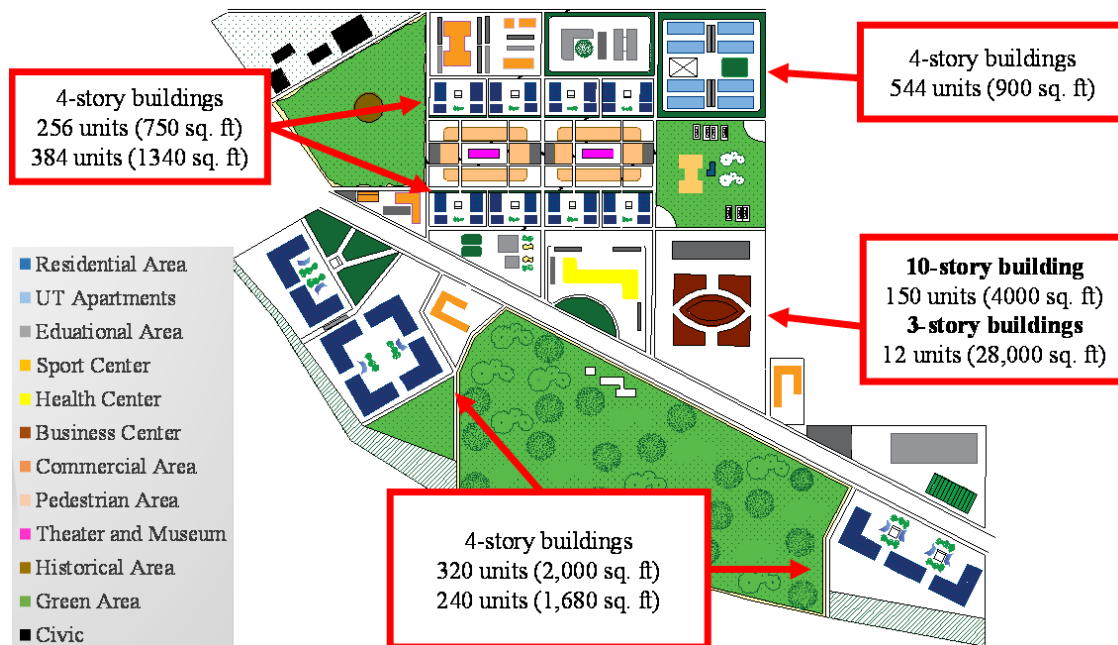 4-story buildings
256 units (750 sq. ft)
384 units (1340 sq. ft)
4-story buildings
544 units (900 sq. ft)
10-story building
150 units (4000 sq. ft)
3-story buildings
12 units (28,000 sq. ft)
4-story buildings
320 units (2,000 sq. ft)
240 units (1,680 sq. ft)
Residential Area
UT Apartments
Eduational Area
Sport Center
Health Center
Business Center
Commercial Area
Pedestrian Area
Theater and Museum
Historical Area
Green Area
Civic